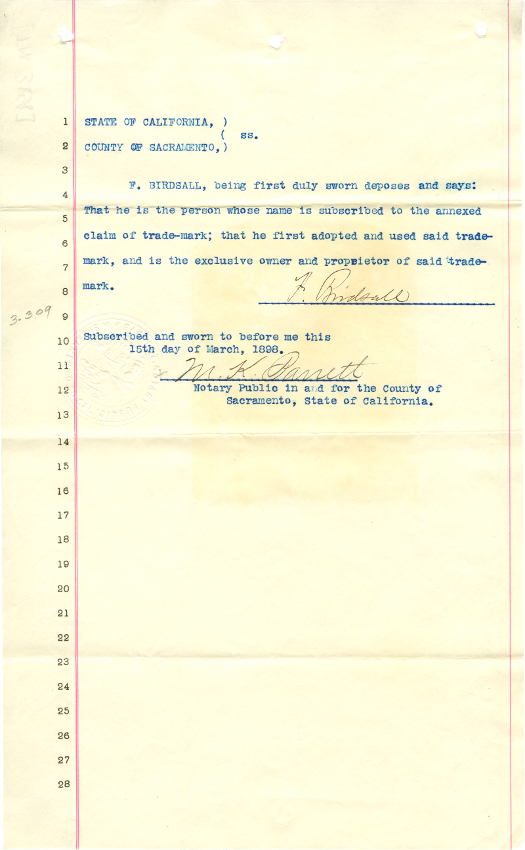 1 STATE OF CALIFORNIA, )
( ss.
2 COUNTY OF SACRAMENTO,)
3
F. BIRDSALL, being first duly sworn deposes and says:
4
That he is the person whose name is subscribed to the annexed
5
claim of trade-mark; that he first adopted and used said trade-
6
mark, and is the exclusive owner and proprietor of said trade-
7
mark.
F. Birdsall
8
3.309
9
10 Subscribed and sworn to before me this
15th day of March, 1898.
11 M. K. Barrett
12 Notary Public in and for the County of
Sacramento, State of California.
13
14
15
16
17
18
19
20
21
22
23
24
25
26
27
28